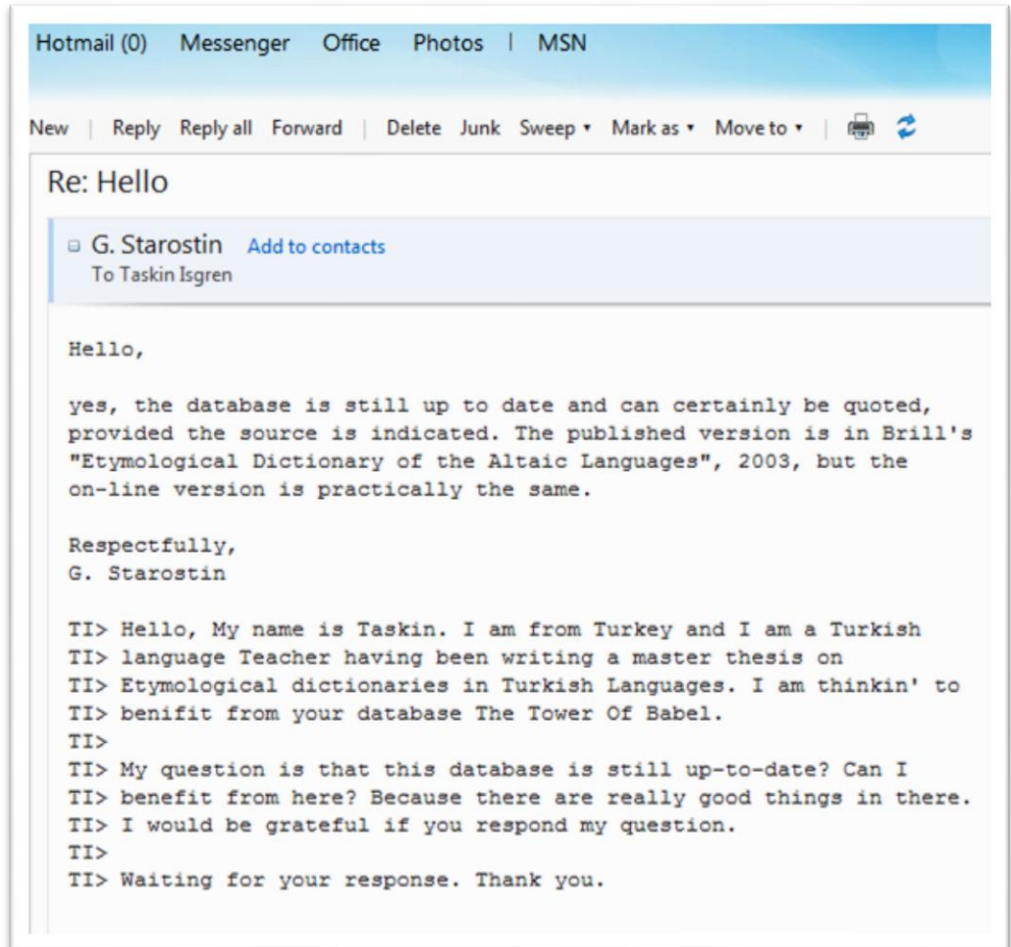 Hotmail (0) Messenger Office Photos | MSN
New | Reply Reply all Forward | Delete Junk Sweep Mark as Move to |
Re: Hello
G. Starostin Add to contacts
To Taskin Isgren
Hello,
yes, the database is still up to date and can certainly be quoted,
provided the source is indicated. The published version is in Brill's
"Etymological Dictionary of the Altaic Languages", 2003, but the
on-line version is practically the same.
Respectfully,
G. Starostin
TI> Hello, My name is Taskin. I am from Turkey and I am a Turkish
TI> language Teacher having been writing a master thesis on
TI> Etymological dictionaries in Turkish Languages. I am thinkin' to
TI> benifit from your database The Tower Of Babel.
TI>
TI> My question is that this database is still up-to-date? Can I
TI> benefit from here? Because there are really good things in there.
TI> I would be grateful if you respond my question.
TI>
TI> Waiting for your response. Thank you.